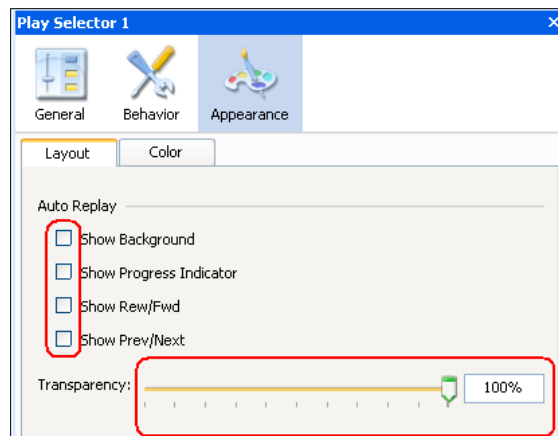 Play Selector 1
General Behavior Appearance
Layout Color
Auto Replay
Show Background
Show Progress Indicator
Show Rew/Fwd
Show Prev/Next
Transparency: 100%